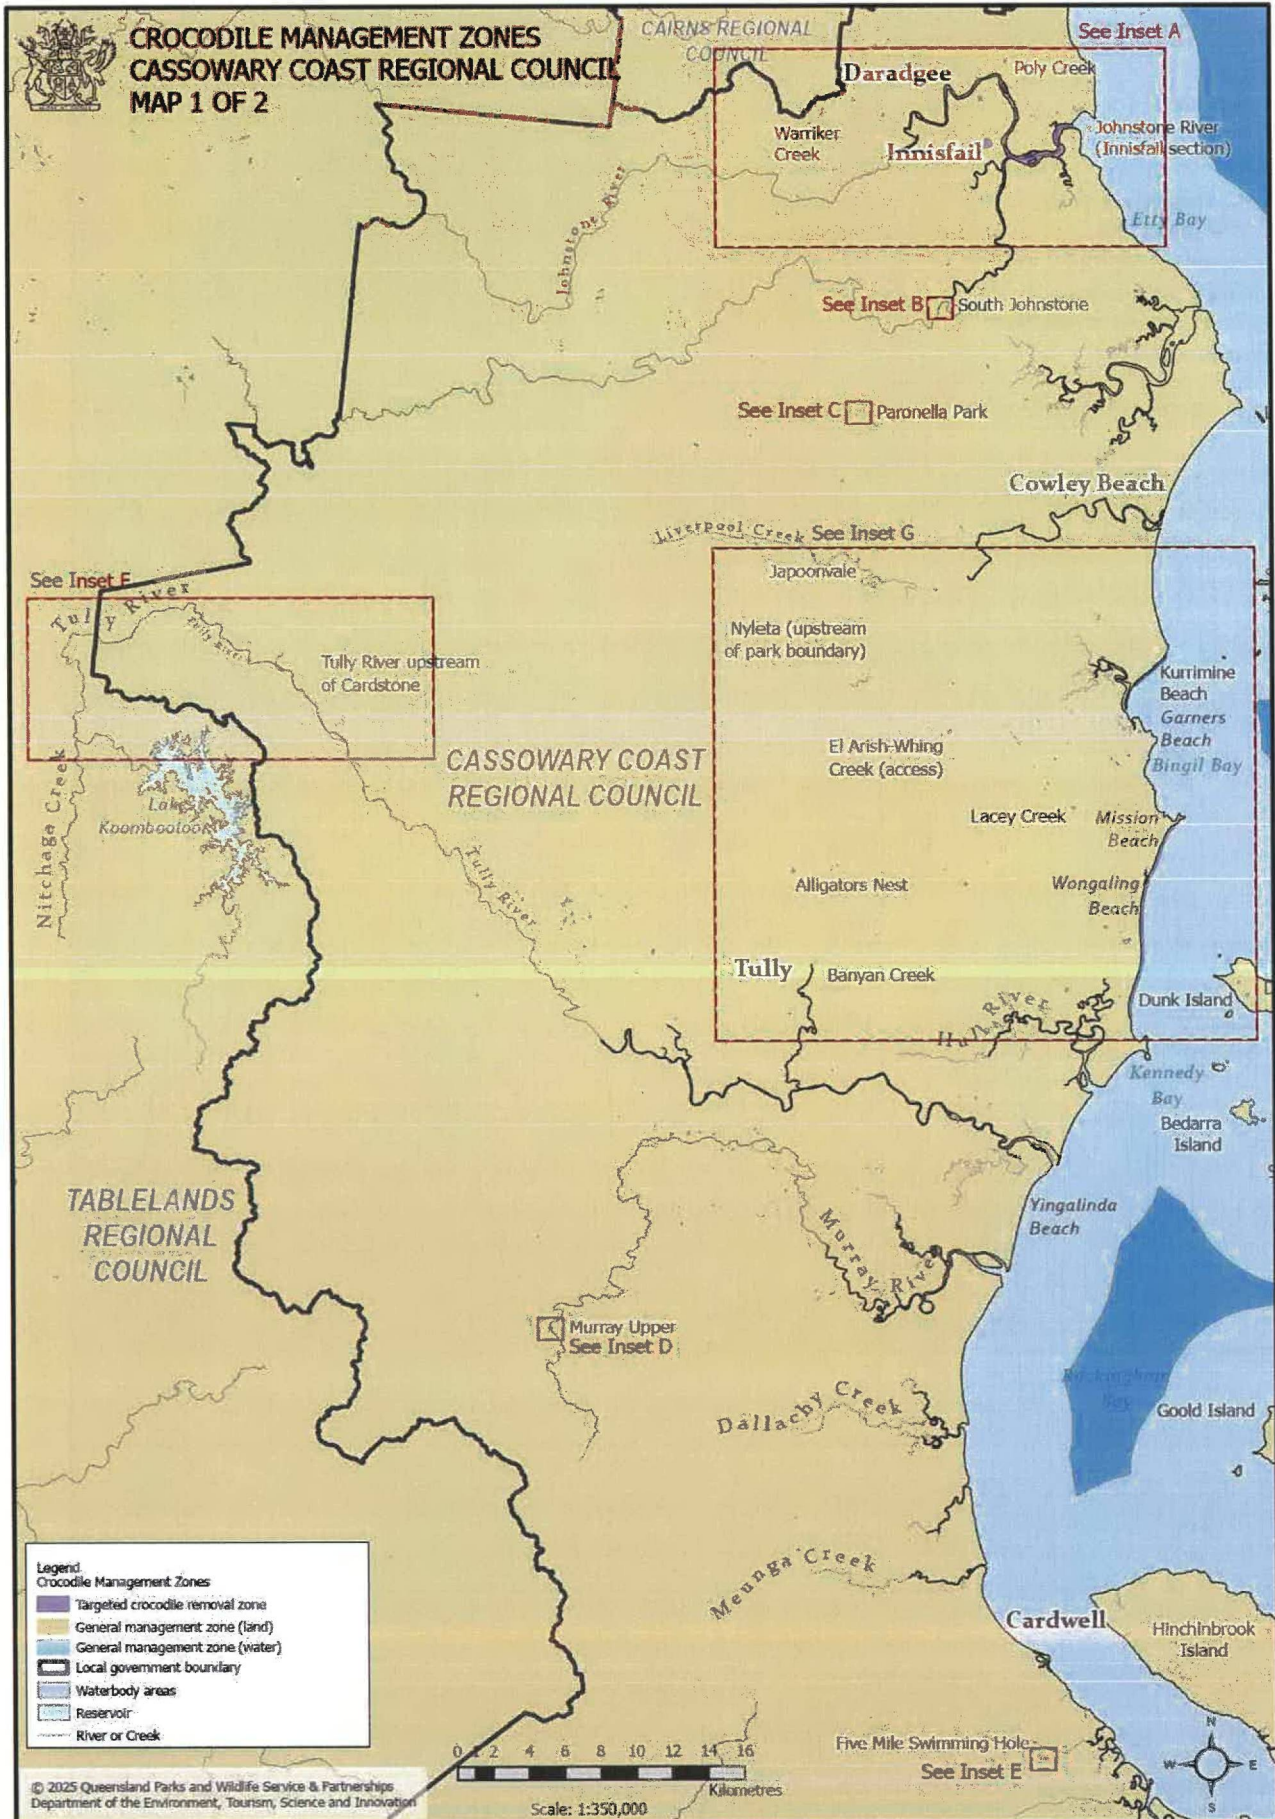 CROCODILE MANAGEMENT ZONES
CASSOWARY COAST REGIONAL COUNCIL
MAP 1 OF 2
CAIRNS REGIONAL
COUNCIL
See Inset A
Daradgee
Poly Creek
Warriker
Creek
Innisfail
Johnstone River
(Innisfail section)
Johnstone River
Etty Bay
See Inset B
South Johnstone
See Inset C
Paronella Park
Cowley Beach
Liverpool Creek
See Inset G
Japoonvale
See Inset F
Tully River
Tully River
Nyleta (upstream
of park boundary)
Tully River upstream
of Cardstone
Kurrimine
Beach
Garners
Beach
Bingil Bay
El Arish-Whing
Creek (access)
CASSOWARY COAST
REGIONAL COUNCIL
Nitchaga Creek
Lake
Koombooloomba
Lacey Creek
Mission
Beach
Tully River
Alligators Nest
Wongaling
Beach
Tully
Banyan Creek
Hull River
Dunk Island
Kennedy
Bay
Bedarra
Island
TABLELANDS
REGIONAL
COUNCIL
Yingalinda
Beach
Murray River
Murray Upper
See Inset D
Rockingham
Bay
Dallachy Creek
Goold Island
Meunga Creek
Cardwell
Hinchinbrook
Island
Legend
Crocodile Management Zones
Targeted crocodile removal zone
General management zone (land)
General management zone (water)
Local government boundary
Waterbody areas
Reservoir
River or Creek
Five Mile Swimming Hole
See Inset E
N
W E
S
0 1 2 4 6 8 10 12 14 16
Kilometres
Scale: 1:350,000
© 2025 Queensland Parks and Wildlife Service & Partnerships
Department of the Environment, Tourism, Science and Innovation